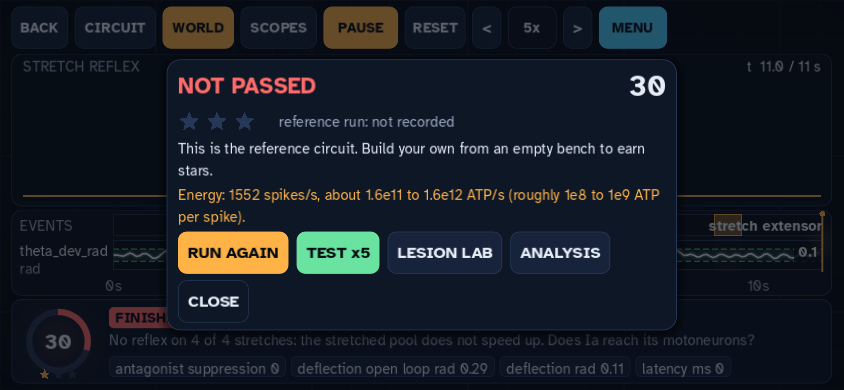 BACK CIRCUIT WORLD SCOPES PAUSE RESET < 5x > MENU
STRETCH REFLEX t 11.0 / 11 s
NOT PASSED 30
reference run: not recorded
This is the reference circuit. Build your own from an empty bench to earn
stars.
Energy: 1552 spikes/s, about 1.6e11 to 1.6e12 ATP/s (roughly 1e8 to 1e9 ATP
per spike).
RUN AGAIN TEST x5 LESION LAB ANALYSIS
CLOSE
EVENTS stretch extensor
theta_dev_rad 0.1
rad
0s 10s
30
No reflex on 4 of 4 stretches: the stretched pool does not speed up. Does Ia reach its motoneurons?
antagonist suppression 0 deflection open loop rad 0.29 deflection rad 0.11 latency ms 0